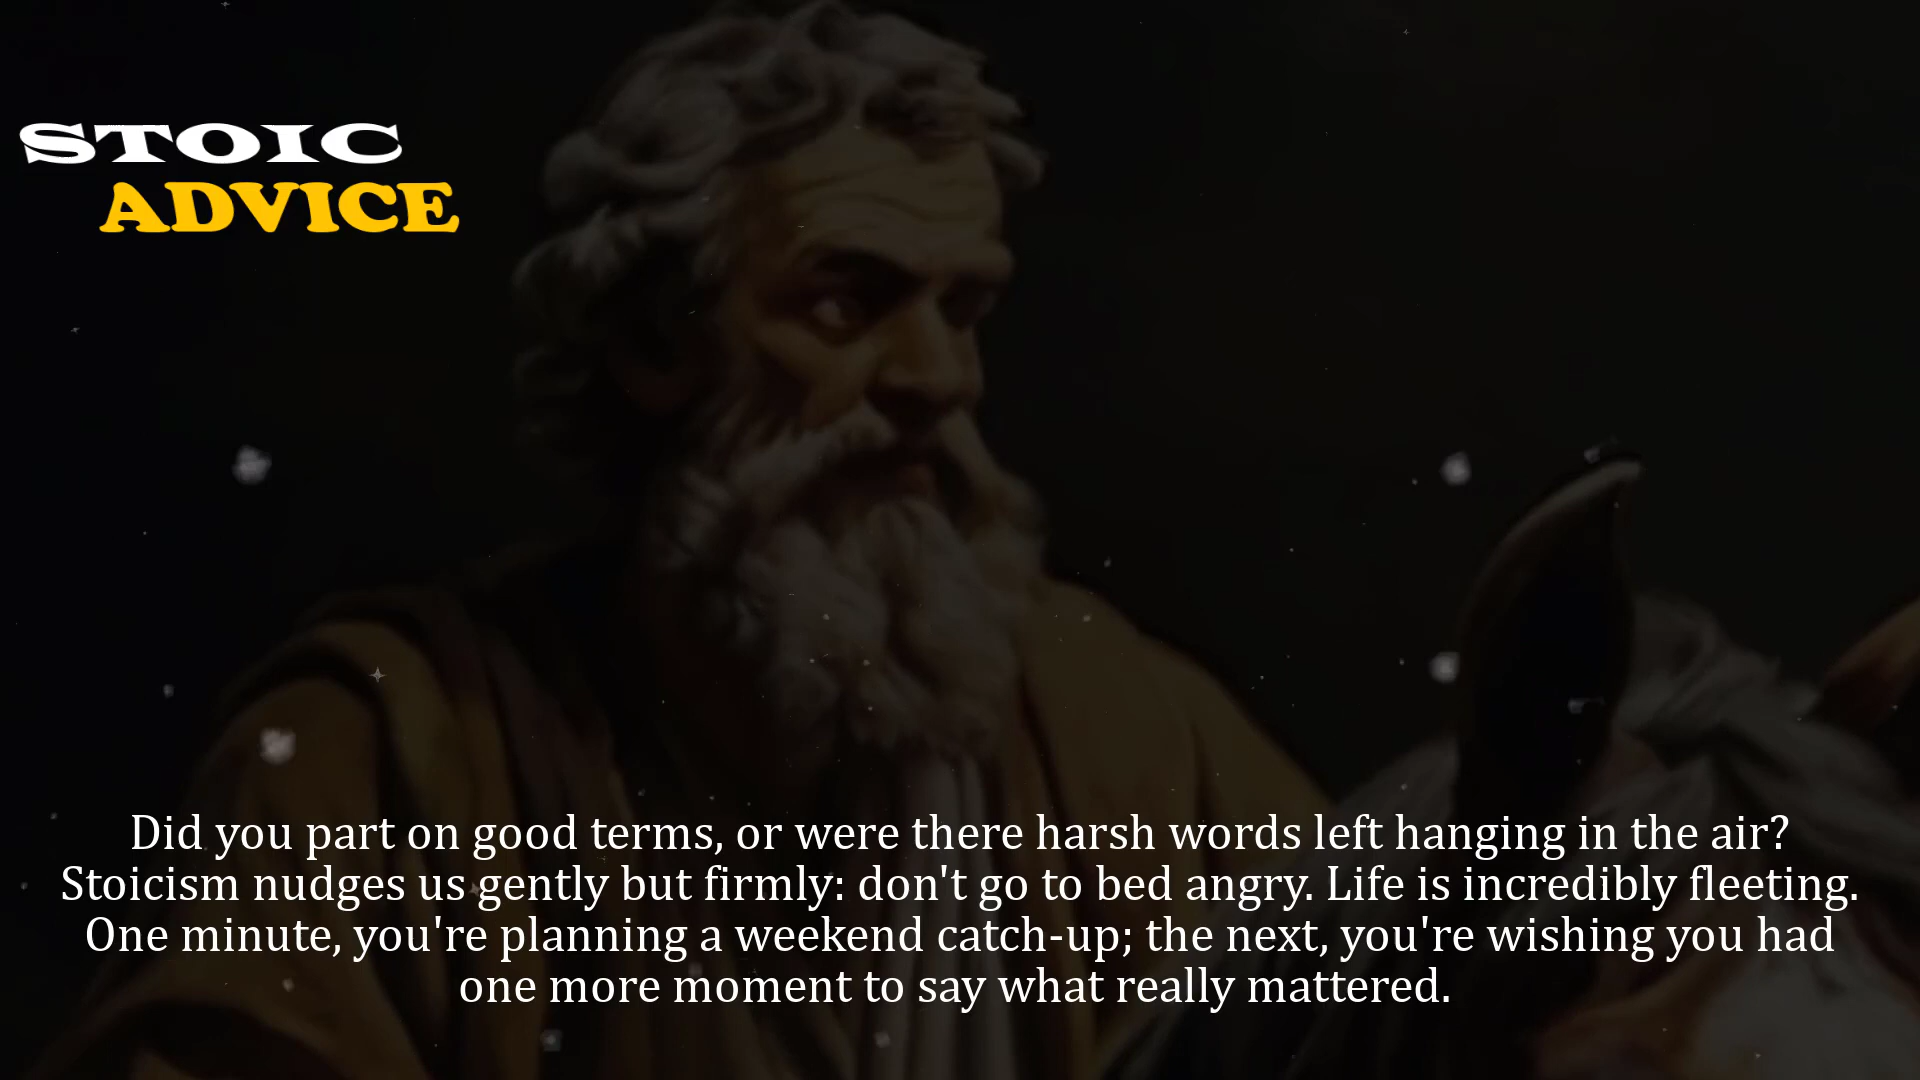 STOIC
ADVICE
Did you part on good terms, or were there harsh words left hanging in the air?
Stoicism nudges us gently but firmly: don't go to bed angry. Life is incredibly fleeting.
One minute, you're planning a weekend catch-up; the next, you're wishing you had
one more moment to say what really mattered.